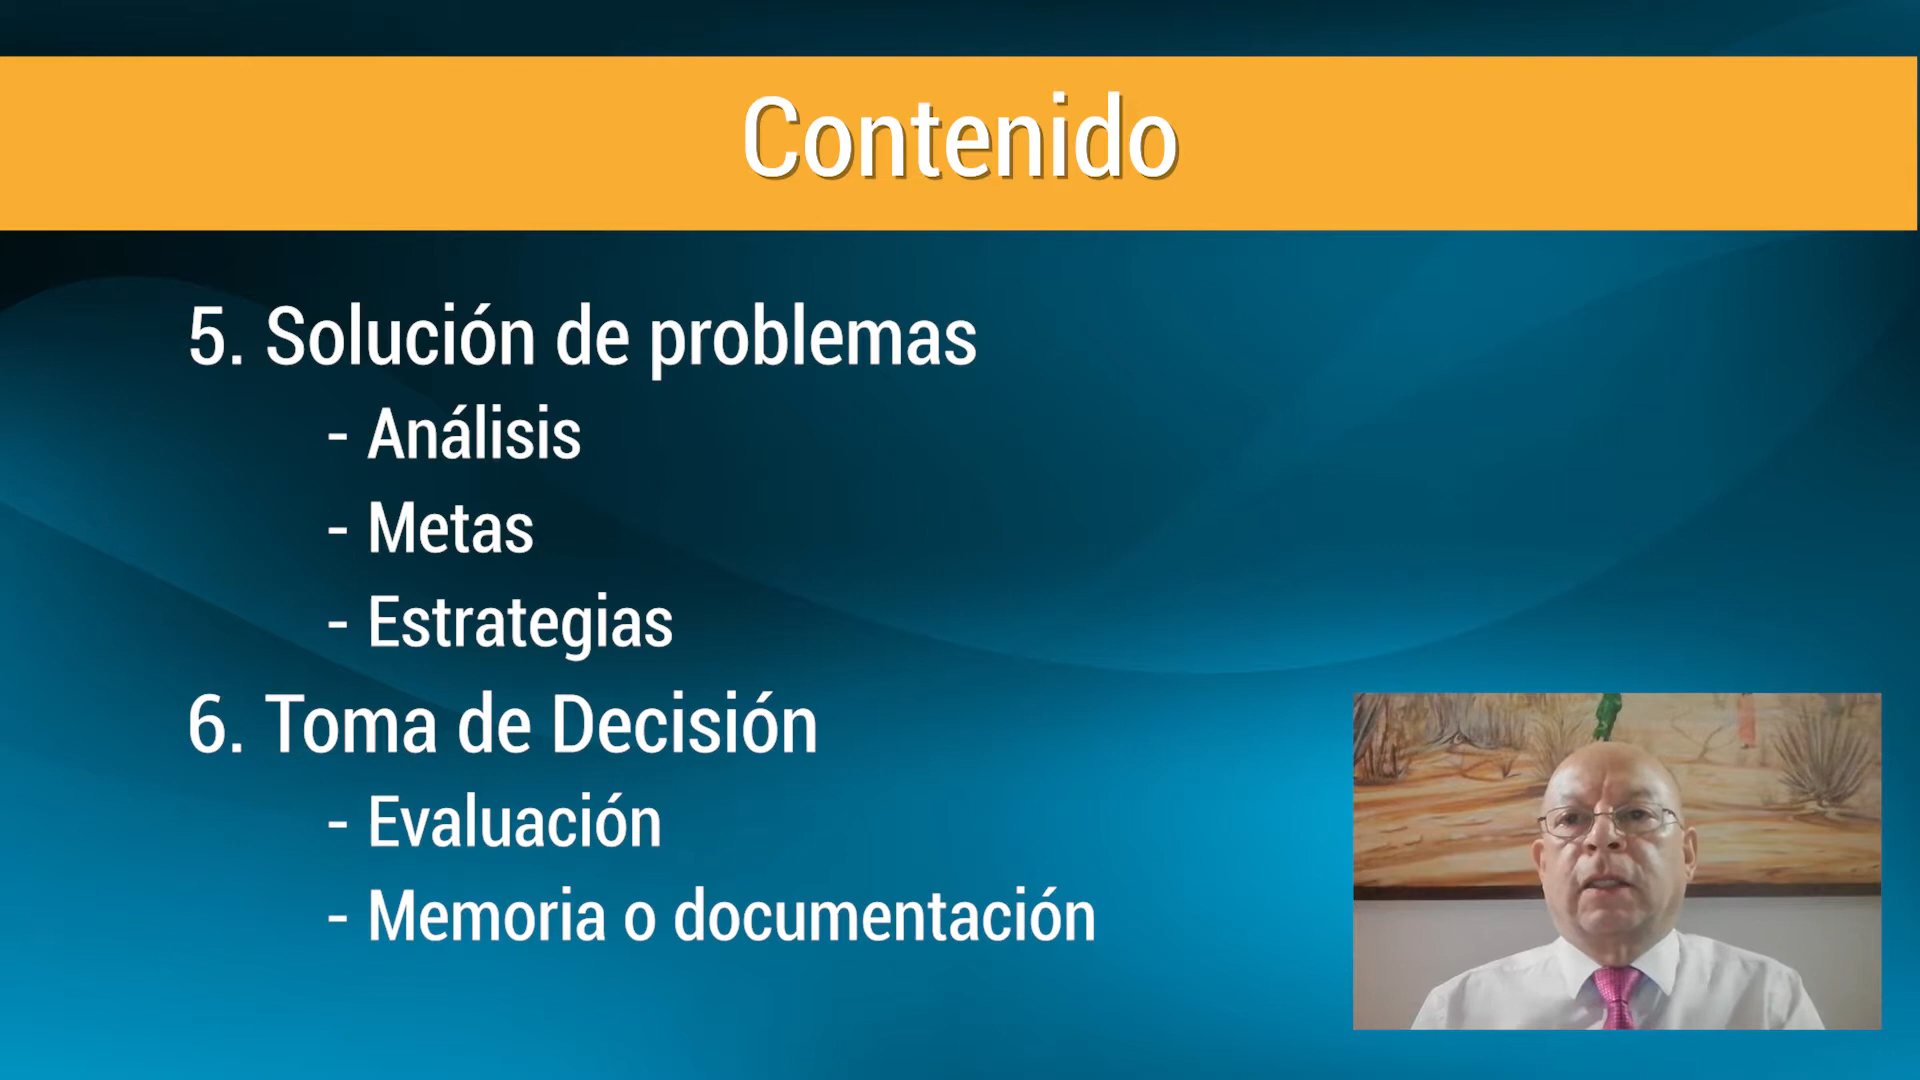 Contenido
5. Solución de problemas
- Análisis
- Metas
- Estrategias
6. Toma de Decisión
- Evaluación
- Memoria o documentación